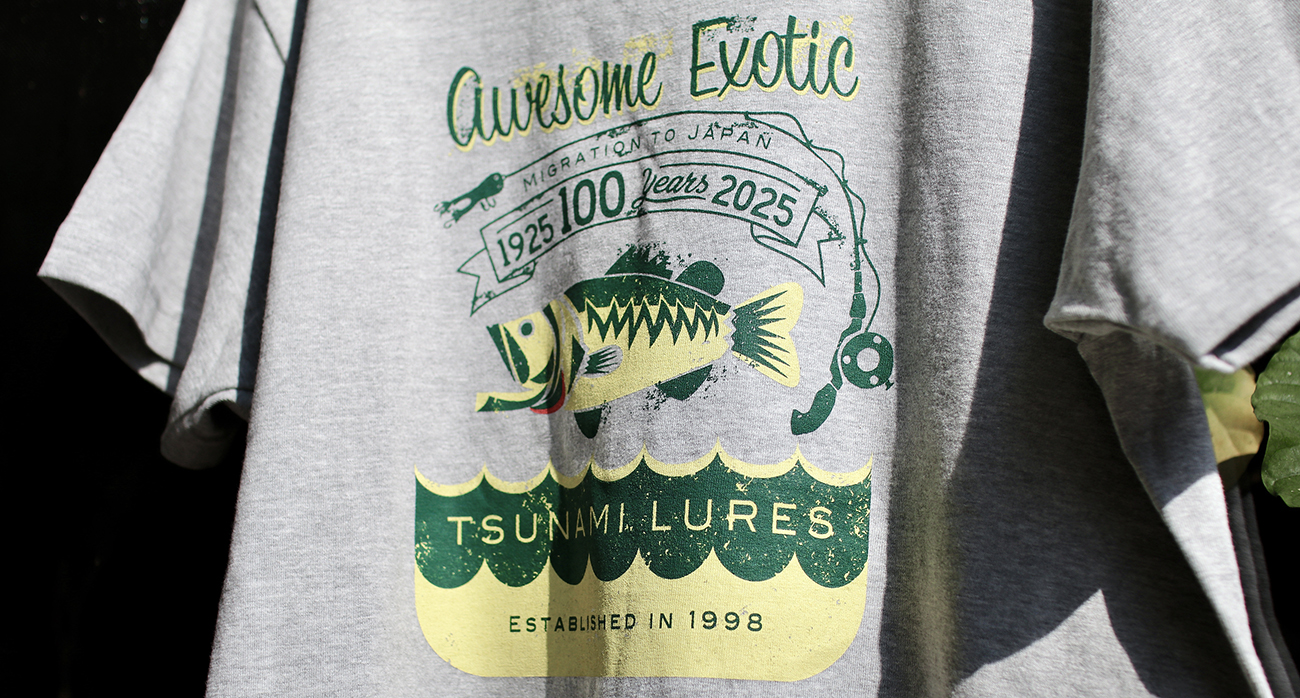 Awesome Exotic
MIGRATION TO JAPAN
1925 100 Years 2025
TSUNAMI LURES
ESTABLISHED IN 1998